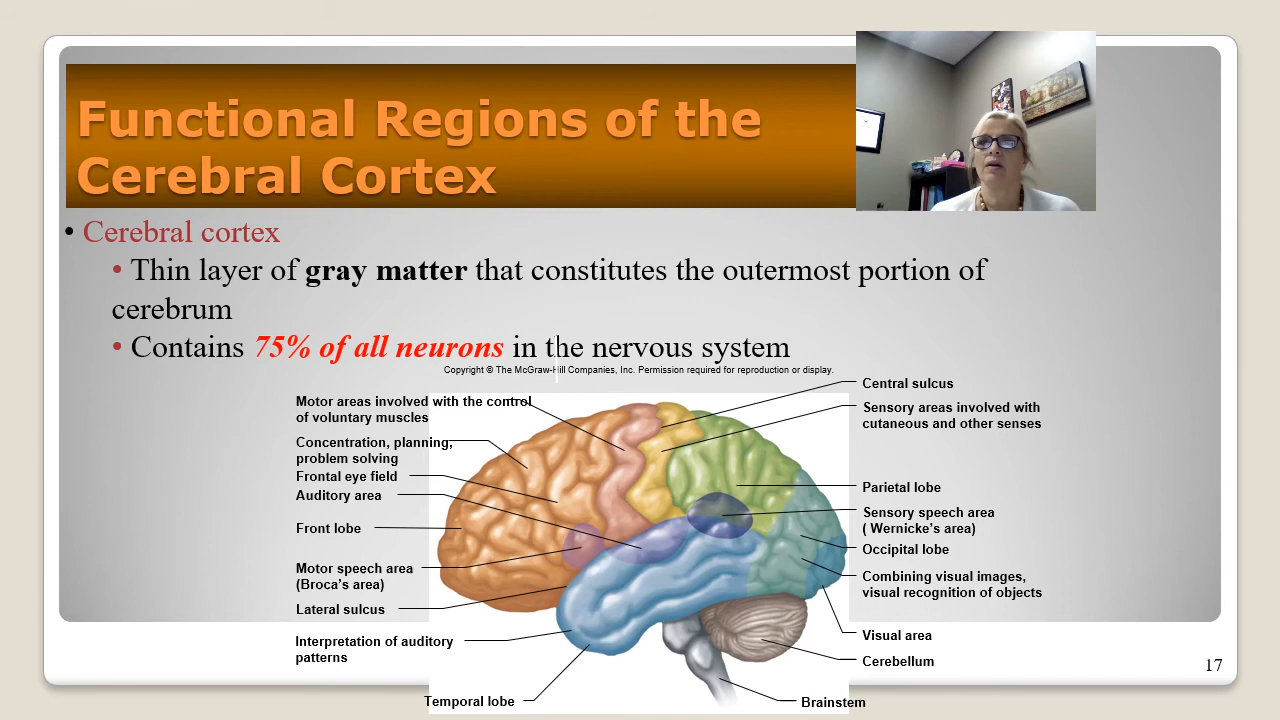 Functional Regions of the
Cerebral Cortex
• Cerebral cortex
• Thin layer of gray matter that constitutes the outermost portion of
cerebrum
• Contains 75% of all neurons in the nervous system
Copyright © The McGraw-Hill Companies, Inc. Permission required for reproduction or display.
Motor areas involved with the control
of voluntary muscles
Concentration, planning,
problem solving
Frontal eye field
Auditory area
Front lobe
Motor speech area
(Broca's area)
Lateral sulcus
Interpretation of auditory
patterns
Temporal lobe
Central sulcus
Sensory areas involved with
cutaneous and other senses
Parietal lobe
Sensory speech area
( Wernicke's area)
Occipital lobe
Combining visual images,
visual recognition of objects
Visual area
Cerebellum
Brainstem
17